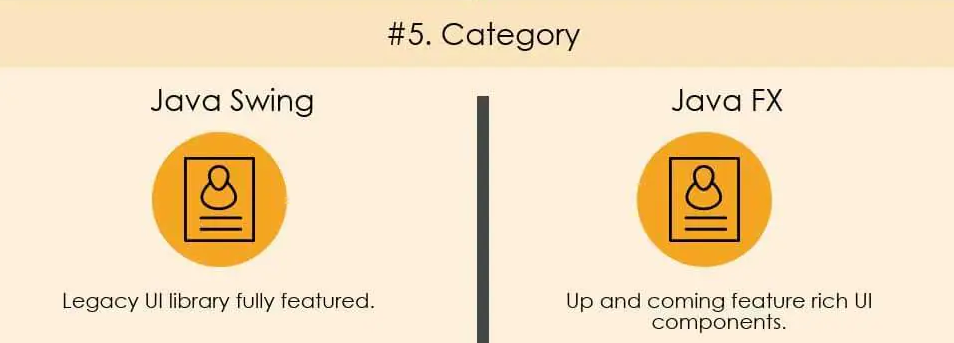 #5. Category
Java Swing
Java FX
Legacy UI library fully featured.
Up and coming feature rich UI
components.